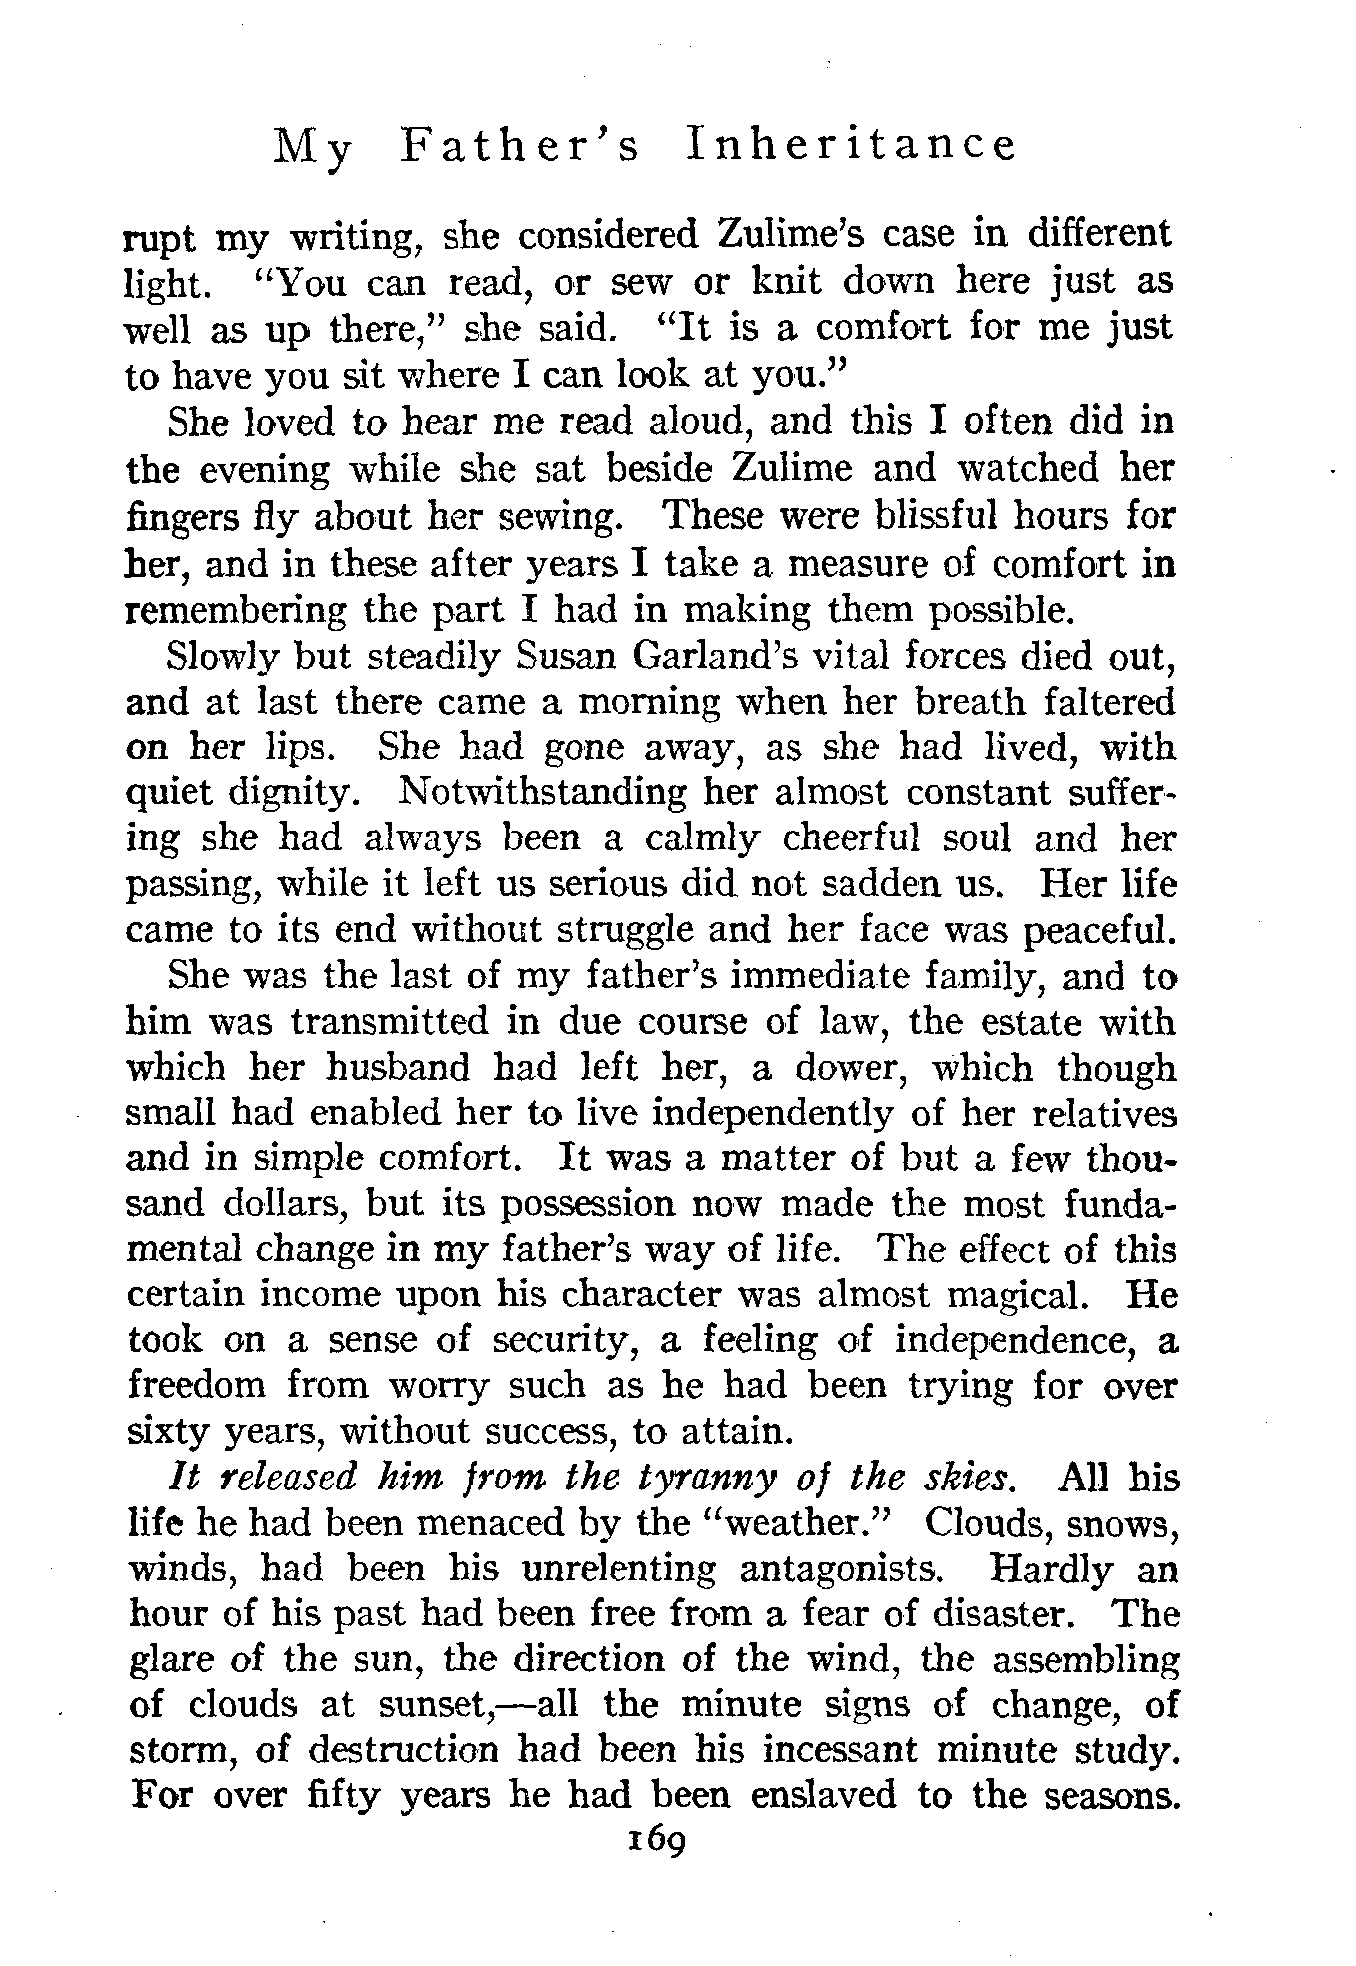 My Father's Inheritance
rupt my writing, she considered Zulime's case in different
light. "You can read, or sew or knit down here just as
well as up there," she said. "It is a comfort for me just
to have you sit where I can look at you."
She loved to hear me read aloud, and this I often did in
the evening while she sat beside Zulime and watched her
fingers fly about her sewing. These were blissful hours for
her, and in these after years I take a measure of comfort in
remembering the part I had in making them possible.
Slowly but steadily Susan Garland's vital forces died out,
and at last there came a morning when her breath faltered
on her lips. She had gone away, as she had lived, with
quiet dignity. Notwithstanding her almost constant suffer-
ing she had always been a calmly cheerful soul and her
passing, while it left us serious did not sadden us. Her life
came to its end without struggle and her face was peaceful.
She was the last of my father's immediate family, and to
him was transmitted in due course of law, the estate with
which her husband had left her, a dower, which though
small had enabled her to live independently of her relatives
and in simple comfort. It was a matter of but a few thou-
sand dollars, but its possession now made the most funda-
mental change in my father's way of life. The effect of this
certain income upon his character was almost magical. He
took on a sense of security, a feeling of independence, a
freedom from worry such as he had been trying for over
sixty years, without success, to attain.
It released him from the tyranny of the skies. All his
life he had been menaced by the "weather." Clouds, snows,
winds, had been his unrelenting antagonists. Hardly an
hour of his past had been free from a fear of disaster. The
glare of the sun, the direction of the wind, the assembling
of clouds at sunset,—all the minute signs of change, of
storm, of destruction had been his incessant minute study.
For over fifty years he had been enslaved to the seasons.
169